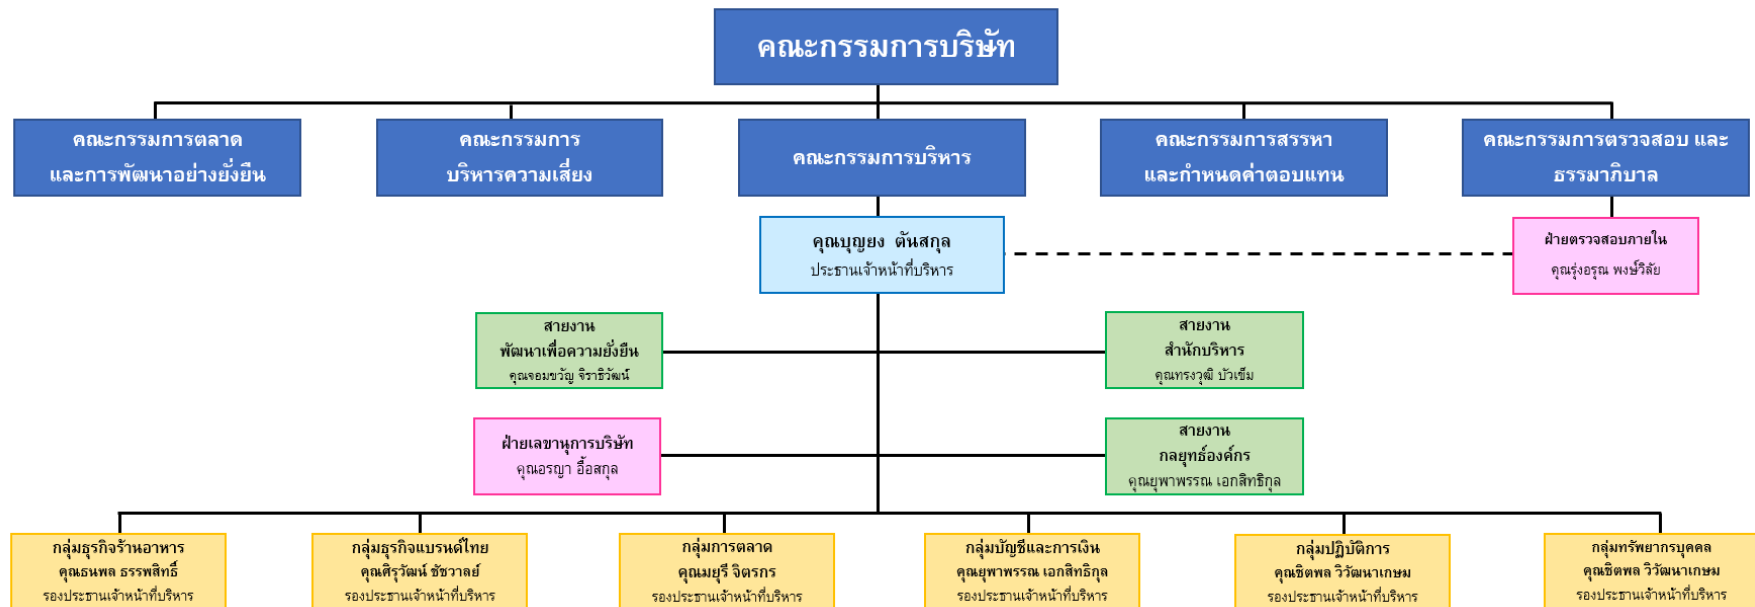 คณะกรรมการบริษัท
คณะกรรมการตลาด
และการพัฒนาอย่างยั่งยืน
คณะกรรมการ
บริหารความเสี่ยง
คณะกรรมการบริหาร
คณะกรรมการสรรหา
และกำหนดค่าตอบแทน
คณะกรรมการตรวจสอบ และ
ธรรมาภิบาล
คุณบุญยง ตันสกุล
ประธานเจ้าหน้าที่บริหาร
ฝ่ายตรวจสอบภายใน
คุณรุ่งอรุณ พงษ์วิลัย
สายงาน
พัฒนาเพื่อความยั่งยืน
คุณจอมขวัญ จิราธิวัฒน์
สายงาน
สำนักบริหาร
คุณทรงวุฒิ บัวเข็ม
ฝ่ายเลขานุการบริษัท
คุณอรญา อื้อสกุล
สายงาน
กลยุทธ์องค์กร
คุณยุพาพรรณ เอกสิทธิกุล
กลุ่มธุรกิจร้านอาหาร
คุณธนพล ธรรพสิทธิ์
รองประธานเจ้าหน้าที่บริหาร
กลุ่มธุรกิจแบรนด์ไทย
คุณศิรุวัฒน์ ชัชวาลย์
รองประธานเจ้าหน้าที่บริหาร
กลุ่มการตลาด
คุณมยุรี จิตรกร
รองประธานเจ้าหน้าที่บริหาร
กลุ่มบัญชีและการเงิน
คุณยุพาพรรณ เอกสิทธิกุล
รองประธานเจ้าหน้าที่บริหาร
กลุ่มปฏิบัติการ
คุณชิตพล วิวัฒนาเกษม
รองประธานเจ้าหน้าที่บริหาร
กลุ่มทรัพยากรบุคคล
คุณชิตพล วิวัฒนาเกษม
รองประธานเจ้าหน้าที่บริหาร